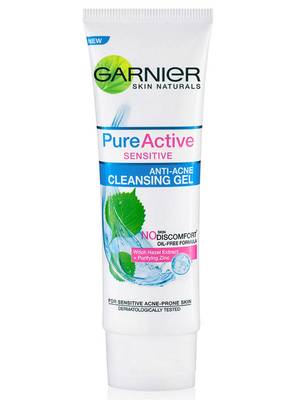 NEW
GARNIER
SKIN NATURALS
PureActive
SENSITIVE
ANTI-ACNE
CLEANSING GEL
NO SKIN DISCOMFORT
OIL-FREE FORMULA
Witch Hazel Extract
+ Purifying Zinc
FOR SENSITIVE ACNE-PRONE SKIN
DERMATOLOGICALLY TESTED